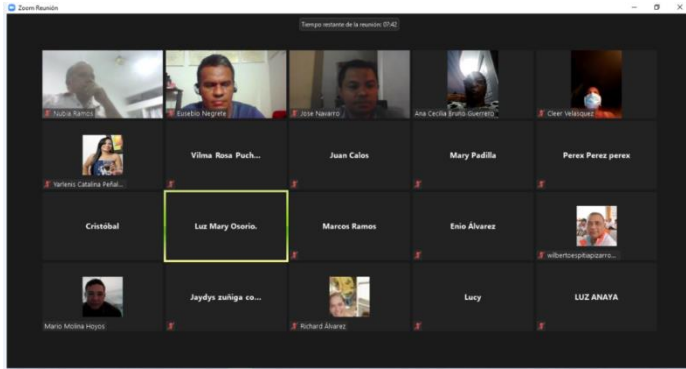 Zoom Reunión
Tiempo restante de la reunión: 07:42
Nubia Ramos
Eusebio Negrete
Jose Navarro
Ana Cecilia Bruno Guerrero
Cleer Velasquez
Yarlenis Catalina Peñal...
Vilma Rosa Puch...
Juan Calos
Mary Padilla
Perex Perez perex
Cristóbal
Luz Mary Osorio.
Marcos Ramos
Enio Álvarez
wilbertoespitiapizarro...
Mario Molina Hoyos
Jaydys zuñiga co...
Richard Álvarez
Lucy
LUZ ANAYA